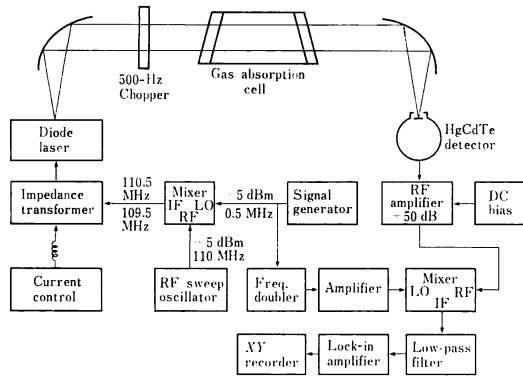 500-Hz
Chopper
Gas absorption
cell
HgCdTe
detector
Diode
laser
Impedance
transformer
110.5
MHz
109.5
MHz
Mixer
IF LO
RF
5 dBm
0.5 MHz
Signal
generator
RF
amplifier
50 dB
DC
bias
5 dBm
110 MHz
Current
control
RF sweep
oscillator
Freq.
doubler
Amplifier
Mixer
LO RF
IF
XY
recorder
Lock-in
amplifier
Low-pass
filter